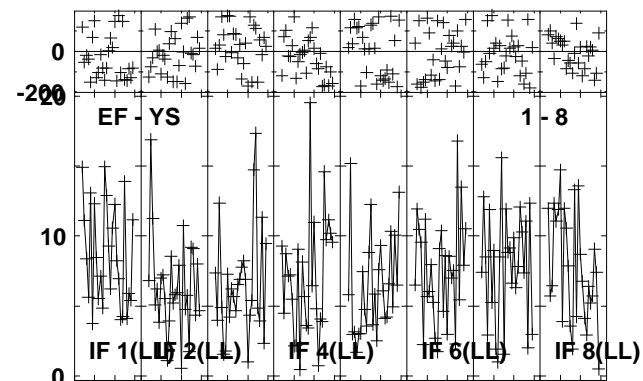 0
-200
20
EF - YS
1 - 8
10
IF 1(LL)
IF 2(LL)
IF 4(LL)
IF 6(LL)
IF 8(LL)
0